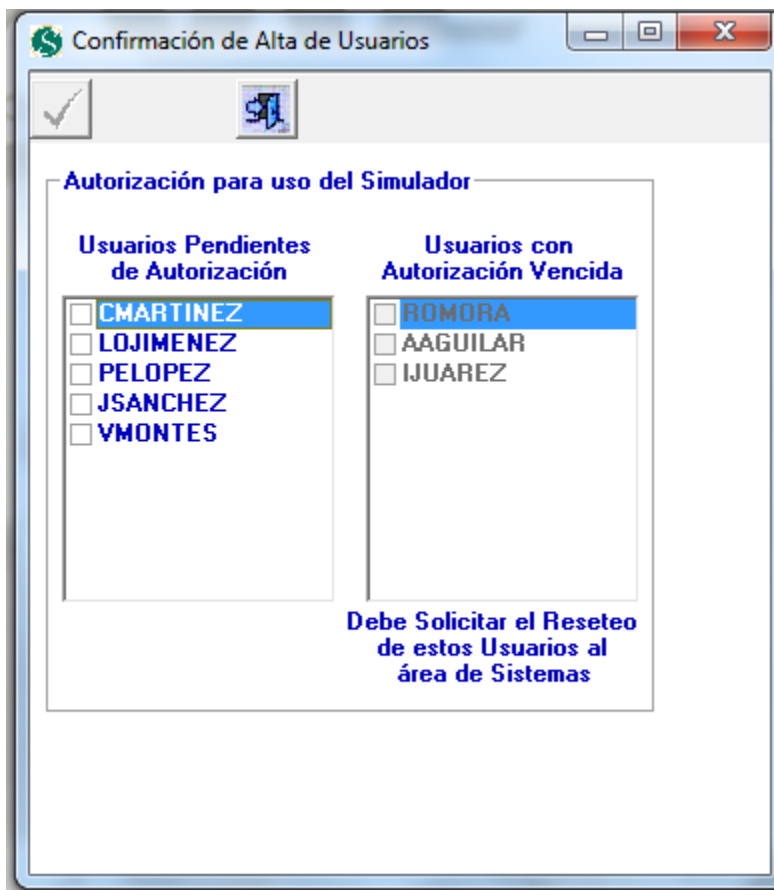 Confirmación de Alta de Usuarios
Autorización para uso del Simulador
Usuarios Pendientes
de Autorización
CMARTINEZ
LOJIMENEZ
PELOPEZ
JSANCHEZ
VMONTES
Usuarios con
Autorización Vencida
ROMORA
AAGUILAR
IJUAREZ
Debe Solicitar el Reseteo
de estos Usuarios al
área de Sistemas